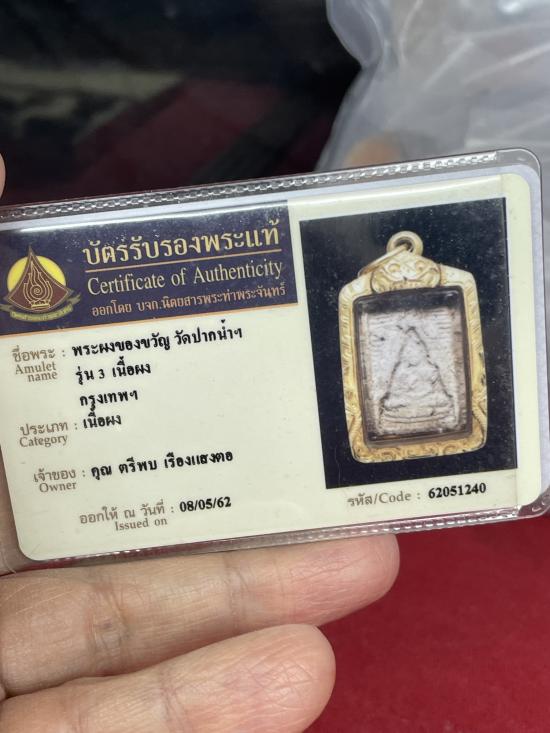 บัตรรับรองพระแท้
Certificate of Authenticity
ออกโดย บจก.นิตยสารพระท่าพระจันทร์
ชื่อพระ : พระผงของขวัญ วัดปากน้ำฯ
Amulet name
รุ่น 3 เนื้อผง
กรุงเทพฯ
ประเภท : เนื้อผง
Category
เจ้าของ : คุณ ตรีพบ เรืองแสงตอ
Owner
ออกให้ ณ วันที่ : 08/05/62
Issued on
รหัส/Code : 62051240